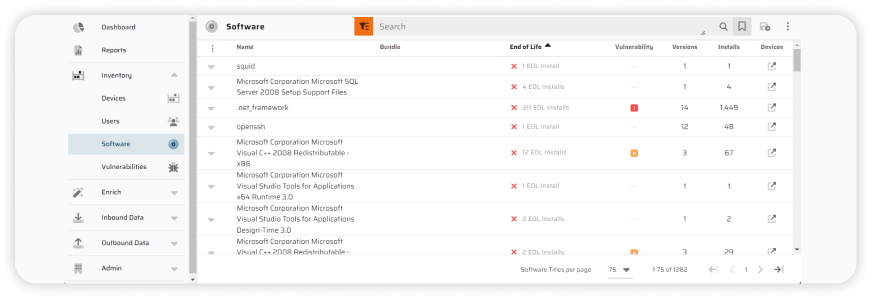 Dashboard
Reports
Inventory
Devices
Users
Software
Vulnerabilities
Enrich
Inbound Data
Outbound Data
Admin
Software
Search
Name Bundle End of Life Vulnerability Versions Installs Devices
squid 1 EOL Install — 1 1
Microsoft Corporation Microsoft SQL
Server 2008 Setup Support Files 4 EOL Installs — 1 4
.net_framework 311 EOL Installs 14 1,449
openssh 1 EOL Install — 12 48
Microsoft Corporation Microsoft
Visual C++ 2008 Redistributable -
x86 12 EOL Installs 3 67
Microsoft Corporation Microsoft
Visual Studio Tools for Applications
x64 Runtime 3.0 1 EOL Install — 1 1
Microsoft Corporation Microsoft
Visual Studio Tools for Applications
Design-Time 3.0 2 EOL Installs — 1 2
Microsoft Corporation Microsoft
Visual C++ 2008 Redistributable - 2 EOL Installs 3 29
Software Titles per page 75 1-75 of 1282 1